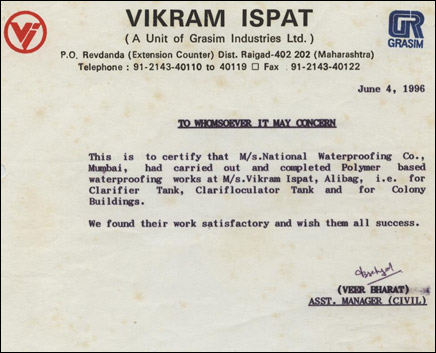 VIKRAM ISPAT
(A Unit of Grasim Industries Ltd.)
GRASIM
P.O. Revdanda (Extension Counter) Dist. Raigad-402 202 (Maharashtra)
Telephone : 91-2143-40110 to 40119 □ Fax : 91-2143-40122
June 4, 1996
TO WHOMSOEVER IT MAY CONCERN
This is to certify that M/s.National Waterproofing Co.,
Mumbai, had carried out and completed Polymer based
waterproofing works at M/s.Vikram Ispat, Alibag, i.e. for
Clarifier Tank, Clarifloculator Tank and for Colony
Buildings.
We found their work satisfactory and wish them all success.
(VEER BHARAT)
ASST. MANAGER (CIVIL)